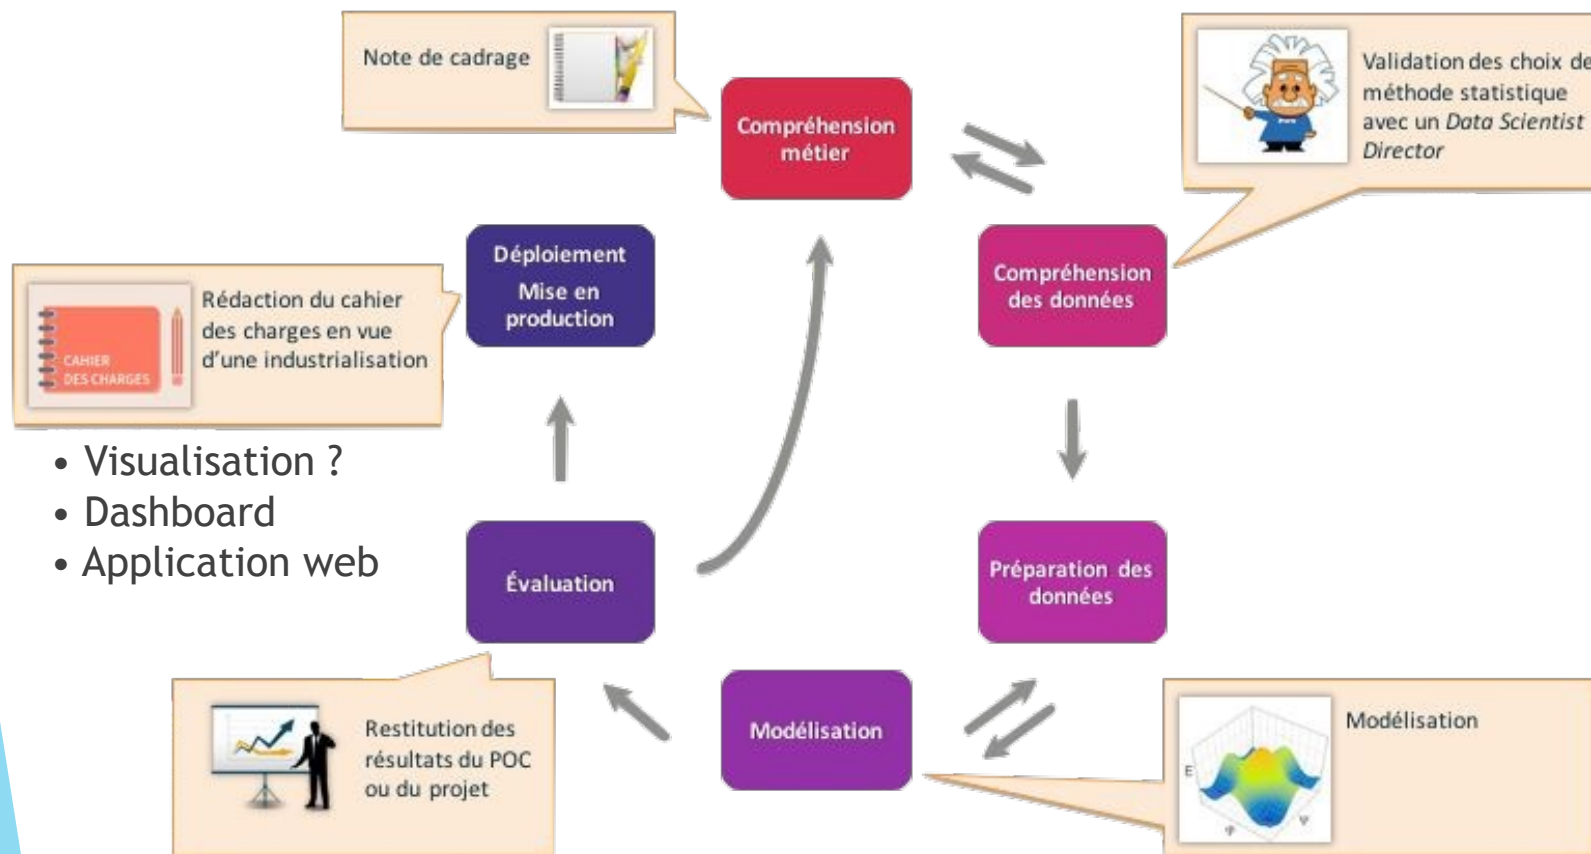 Note de cadrage
Compréhension
métier
Validation des choix de
méthode statistique
avec un Data Scientist
Director
Déploiement
Mise en
production
Compréhension
des données
Rédaction du cahier
des charges en vue
d'une industrialisation
CAHIER
DES CHARGES
• Visualisation ?
• Dashboard
• Application web
Évaluation
Préparation des
données
Restitution des
résultats du POC
ou du projet
Modélisation
Modélisation
E
φ
ψ